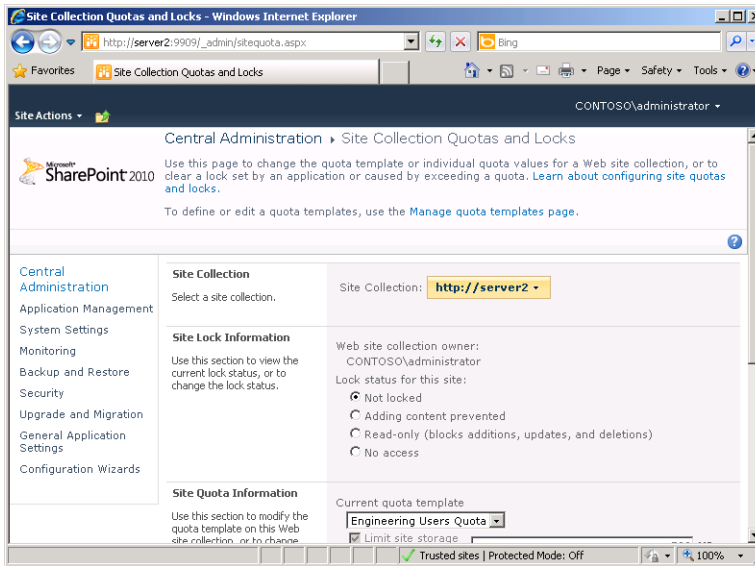 Site Collection Quotas and Locks - Windows Internet Explorer
http://server2:9909/_admin/sitequota.aspx
Bing
Favorites
Site Collection Quotas and Locks
Page
Safety
Tools
Site Actions
CONTOSO\administrator
Central Administration
Site Collection Quotas and Locks
Microsoft
SharePoint 2010
Use this page to change the quota template or individual quota values for a Web site collection, or to
clear a lock set by an application or caused by exceeding a quota. Learn about configuring site quotas
and locks.
To define or edit a quota templates, use the Manage quota templates page.
Central
Administration
Application Management
System Settings
Monitoring
Backup and Restore
Security
Upgrade and Migration
General Application
Settings
Configuration Wizards
Site Collection
Select a site collection.
Site Collection: http://server2
Site Lock Information
Use this section to view the
current lock status, or to
change the lock status.
Web site collection owner:
CONTOSO\administrator
Lock status for this site:
Not locked
Adding content prevented
Read-only (blocks additions, updates, and deletions)
No access
Site Quota Information
Use this section to modify the
quota template on this Web
site collection, or to change
Current quota template
Engineering Users Quota
Limit site storage
Trusted sites | Protected Mode: Off
100%